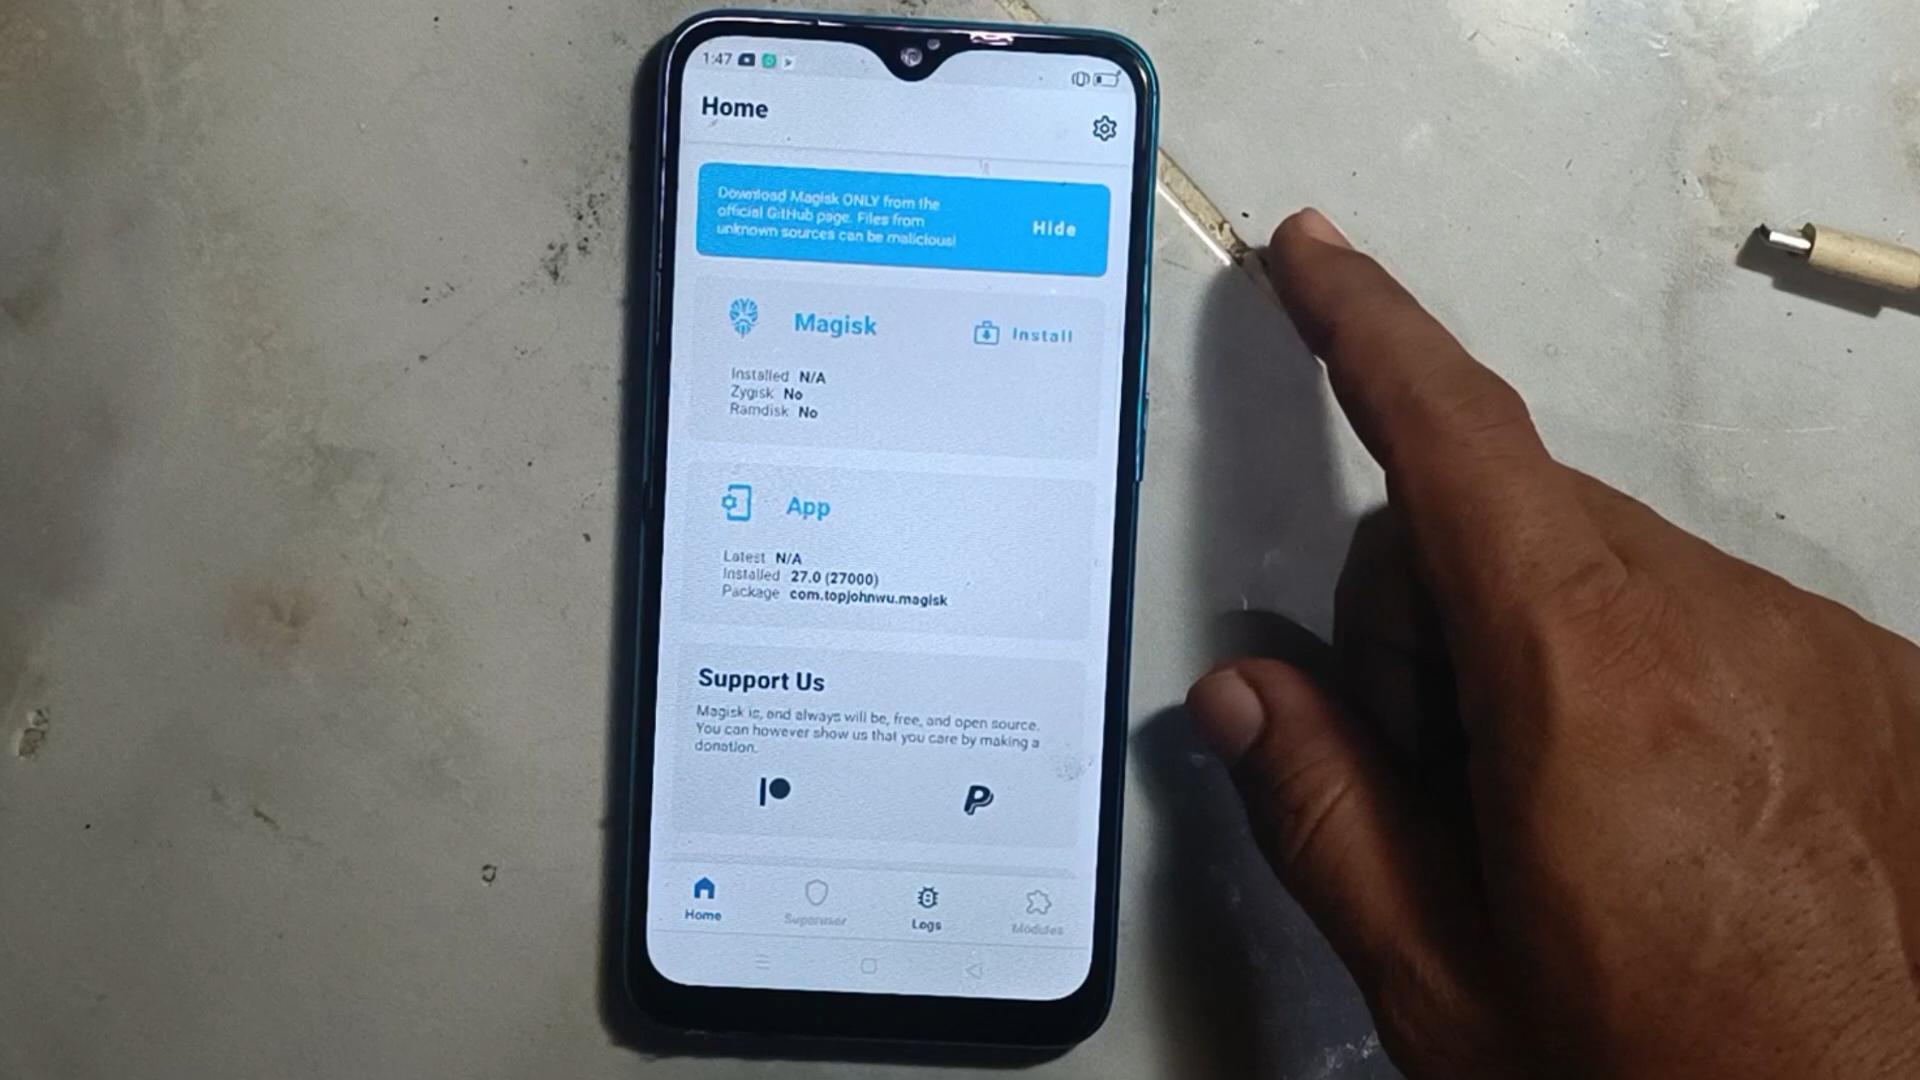 1:47
Home
Download Magisk ONLY from the
official GitHub page. Files from
unknown sources can be malicious!
Hide
Magisk
Install
Installed N/A
Zygisk No
Ramdisk No
App
Latest N/A
Installed 27.0 (27000)
Package com.topjohnwu.magisk
Support Us
Magisk is, and always will be, free, and open source.
You can however show us that you care by making a
donation.
Home
Superuser
Logs
Modules